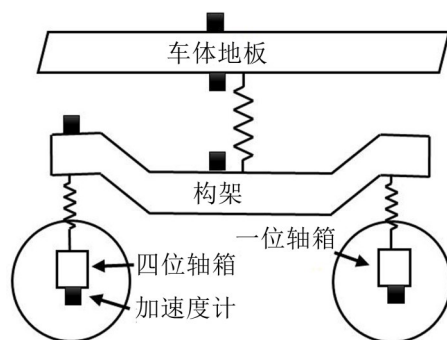 车体地板
构架
一位轴箱
四位轴箱
加速度计